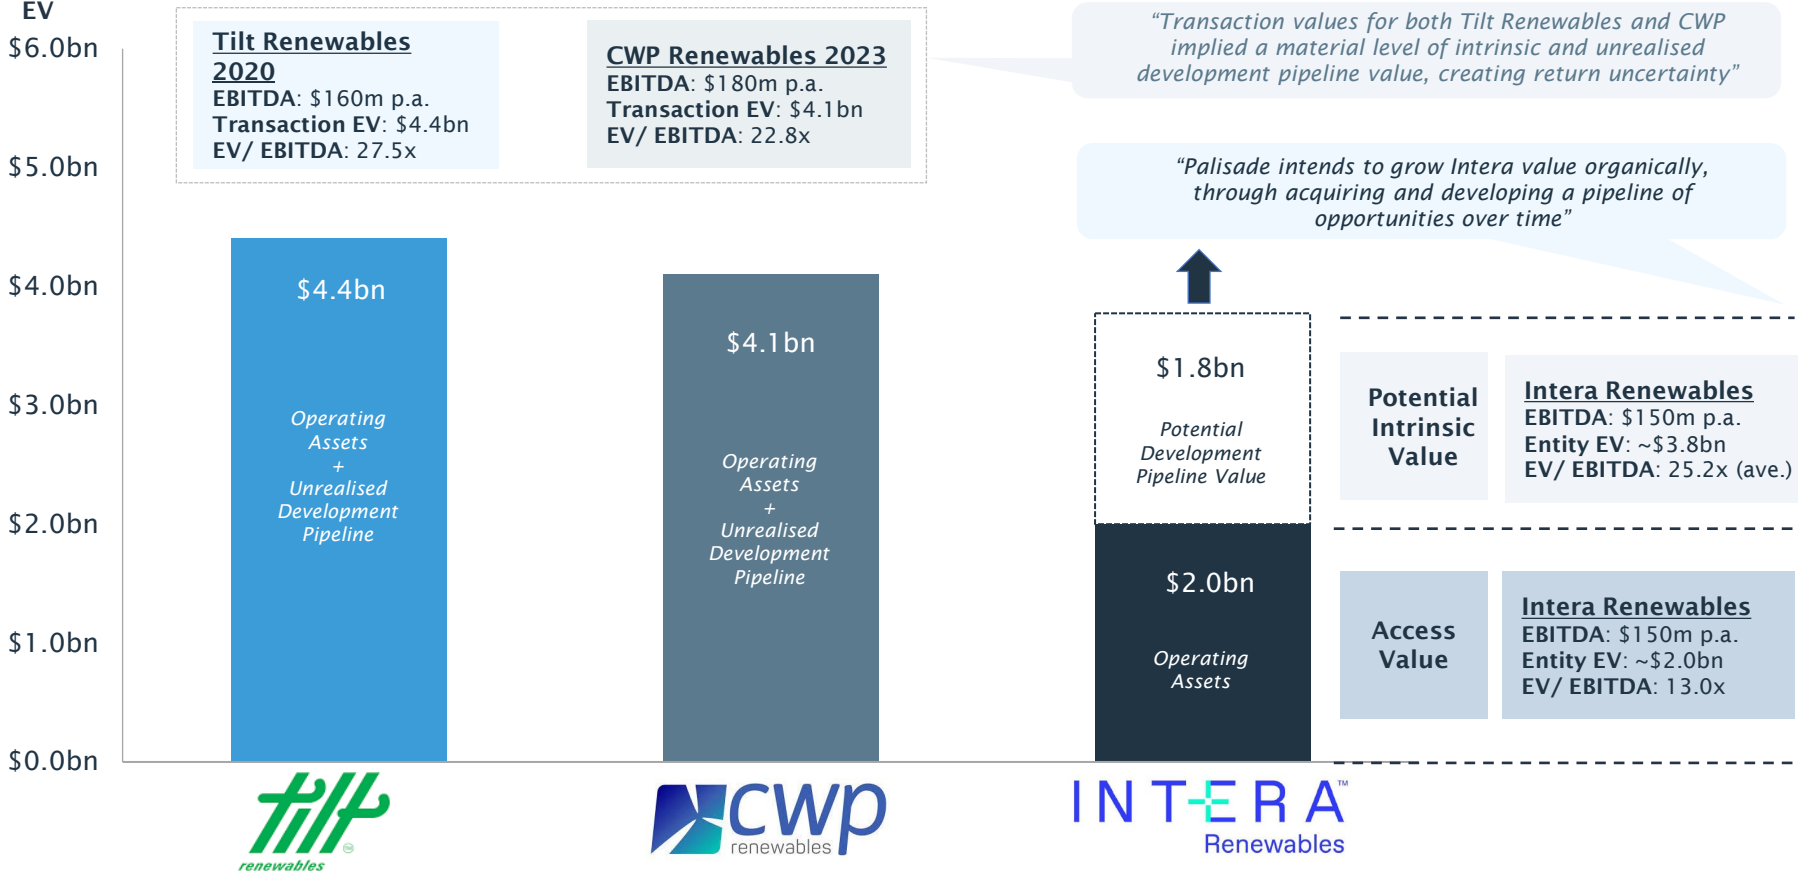 EV
$6.0bn
$5.0bn
$4.0bn
$3.0bn
$2.0bn
$1.0bn
$0.0bn
Tilt Renewables
2020
EBITDA: $160m p.a.
Transaction EV: $4.4bn
EV/ EBITDA: 27.5x
CWP Renewables 2023
EBITDA: $180m p.a.
Transaction EV: $4.1bn
EV/ EBITDA: 22.8x
“Transaction values for both Tilt Renewables and CWP
implied a material level of intrinsic and unrealised
development pipeline value, creating return uncertainty”
“Palisade intends to grow Intera value organically,
through acquiring and developing a pipeline of
opportunities over time”
$4.4bn
Operating
Assets
+
Unrealised
Development
Pipeline
$4.1bn
Operating
Assets
+
Unrealised
Development
Pipeline
$1.8bn
Potential
Development
Pipeline Value
$2.0bn
Operating
Assets
Potential
Intrinsic
Value
Intera Renewables
EBITDA: $150m p.a.
Entity EV: ~$3.8bn
EV/ EBITDA: 25.2x (ave.)
Access
Value
Intera Renewables
EBITDA: $150m p.a.
Entity EV: ~$2.0bn
EV/ EBITDA: 13.0x
tilt
renewables
cwp
renewables
INTERA™
Renewables